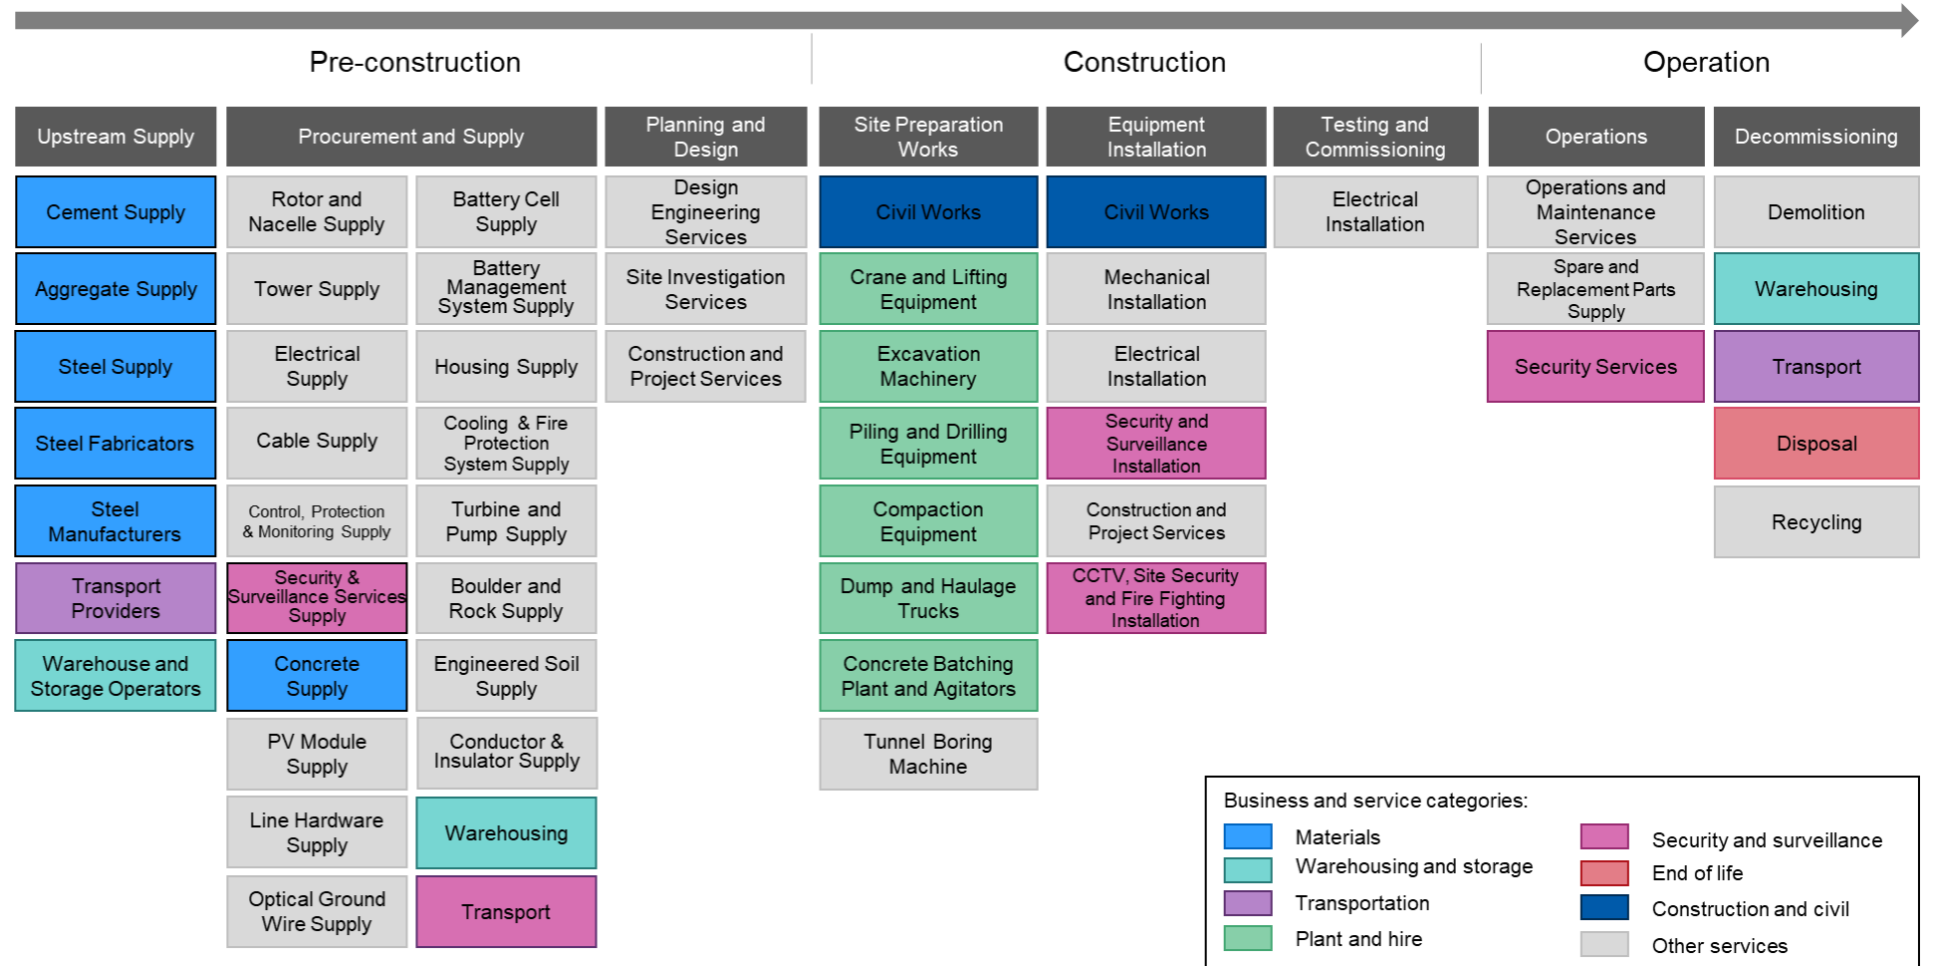 Pre-construction
Construction
Operation
Upstream Supply
Procurement and Supply
Planning and
Design
Site Preparation
Works
Equipment
Installation
Testing and
Commissioning
Operations
Decommissioning
Cement Supply
Aggregate Supply
Steel Supply
Steel Fabricators
Steel
Manufacturers
Transport
Providers
Warehouse and
Storage Operators
Rotor and
Nacelle Supply
Tower Supply
Electrical
Supply
Cable Supply
Control, Protection
& Monitoring Supply
Security &
Surveillance Services
Supply
Concrete
Supply
PV Module
Supply
Line Hardware
Supply
Optical Ground
Wire Supply
Battery Cell
Supply
Battery
Management
System Supply
Housing Supply
Cooling & Fire
Protection
System Supply
Turbine and
Pump Supply
Boulder and
Rock Supply
Engineered Soil
Supply
Conductor &
Insulator Supply
Warehousing
Transport
Design
Engineering
Services
Site Investigation
Services
Construction and
Project Services
Civil Works
Crane and Lifting
Equipment
Excavation
Machinery
Piling and Drilling
Equipment
Compaction
Equipment
Dump and Haulage
Trucks
Concrete Batching
Plant and Agitators
Tunnel Boring
Machine
Civil Works
Mechanical
Installation
Electrical
Installation
Security and
Surveillance
Installation
Construction and
Project Services
CCTV, Site Security
and Fire Fighting
Installation
Electrical
Installation
Operations and
Maintenance
Services
Spare and
Replacement Parts
Supply
Security Services
Demolition
Warehousing
Transport
Disposal
Recycling
Business and service categories:
Materials
Warehousing and storage
Transportation
Plant and hire
Security and surveillance
End of life
Construction and civil
Other services